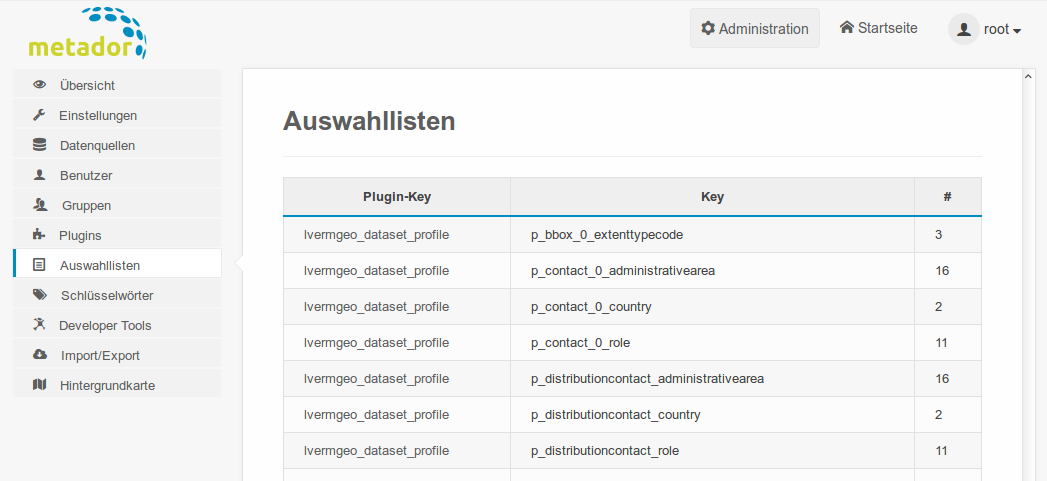 metador
Administration
Startseite
root
Übersicht
Einstellungen
Datenquellen
Benutzer
Gruppen
Plugins
Auswahllisten
Schlüsselwörter
Developer Tools
Import/Export
Hintergrundkarte
Auswahllisten
Plugin-Key Key #
lvermgeo_dataset_profile p_bbox_0_extenttypecode 3
lvermgeo_dataset_profile p_contact_0_administrativearea 16
lvermgeo_dataset_profile p_contact_0_country 2
lvermgeo_dataset_profile p_contact_0_role 11
lvermgeo_dataset_profile p_distributioncontact_administrativearea 16
lvermgeo_dataset_profile p_distributioncontact_country 2
lvermgeo_dataset_profile p_distributioncontact_role 11